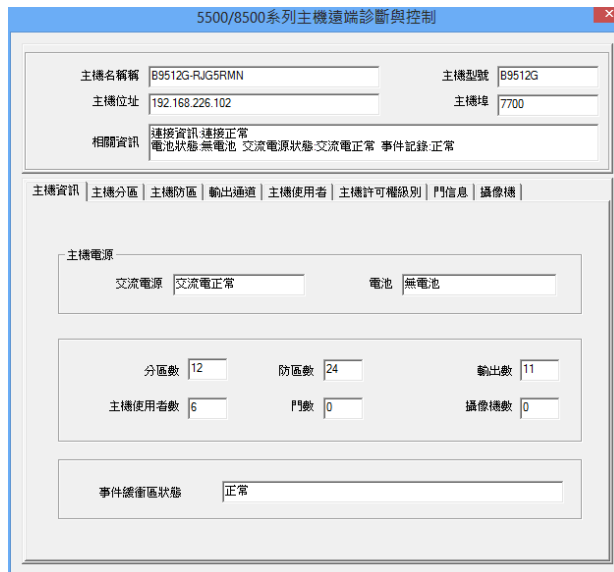 5500/8500系列主機遠端診斷與控制
主機名稱稱 B9512G-RJG5RMN 主機型號 B9512G
主機位址 192.168.226.102 主機埠 7700
相關資訊 連接資訊:連接正常
電池狀態:無電池 交流電源狀態:交流電正常 事件記錄:正常
主機資訊 主機分區 主機防區 輸出通道 主機使用者 主機許可權級別 門信息 攝像機
主機電源
交流電源 交流電正常 電池 無電池
分區數 12 防區數 24 輸出數 11
主機使用者數 6 門數 0 攝像機數 0
事件緩衝區狀態 正常